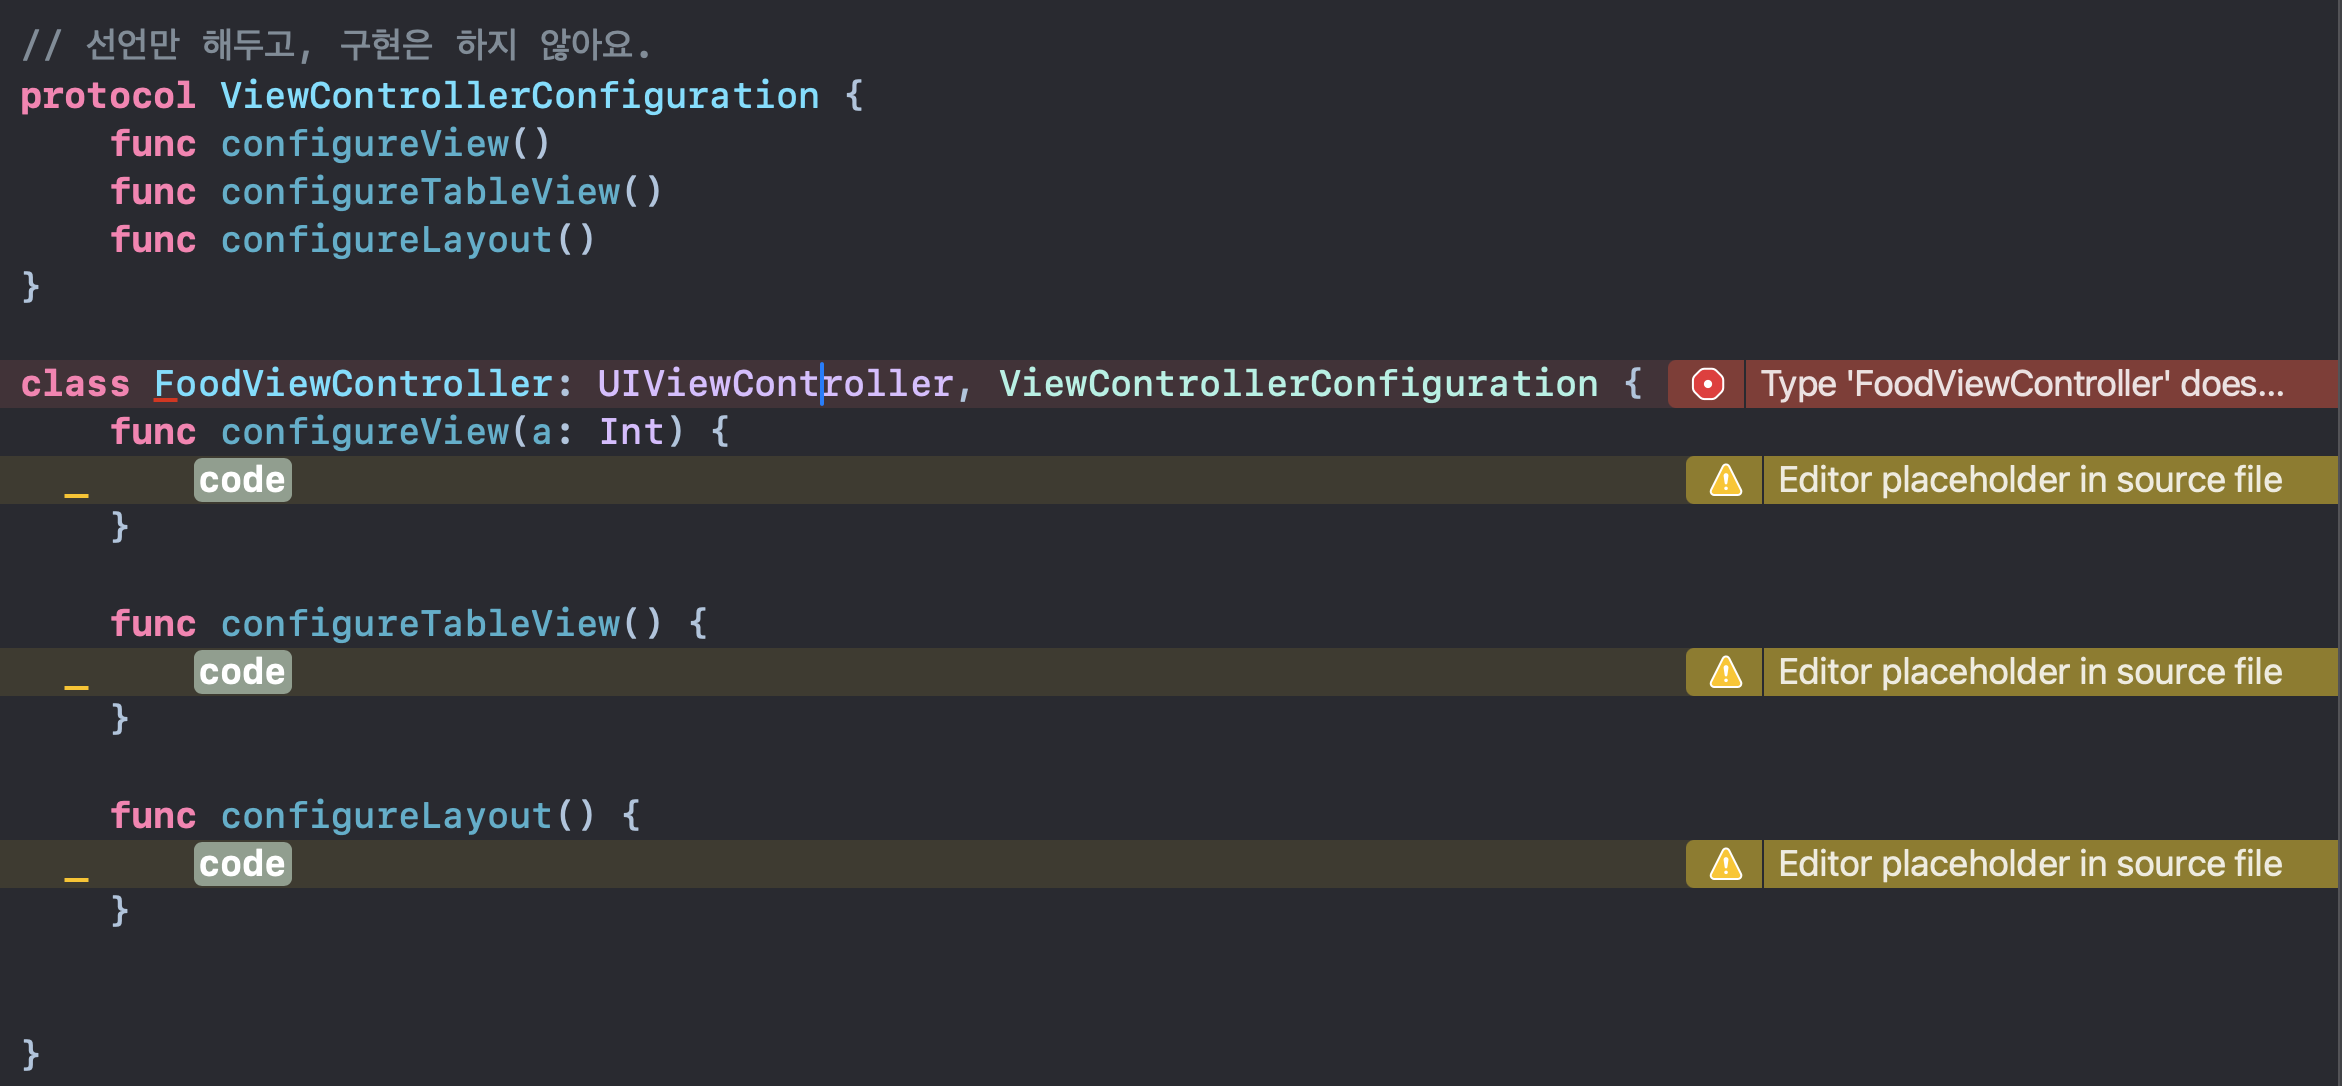 // 선언만 해두고, 구현은 하지 않아요.
protocol ViewControllerConfiguration {
    func configureView()
    func configureTableView()
    func configureLayout()
}
class FoodViewController: UIViewController, ViewControllerConfiguration { Type 'FoodViewController' does...
    func configureView(a: Int) {
        code Editor placeholder in source file
    }
    func configureTableView() {
        code Editor placeholder in source file
    }
    func configureLayout() {
        code Editor placeholder in source file
    }
}